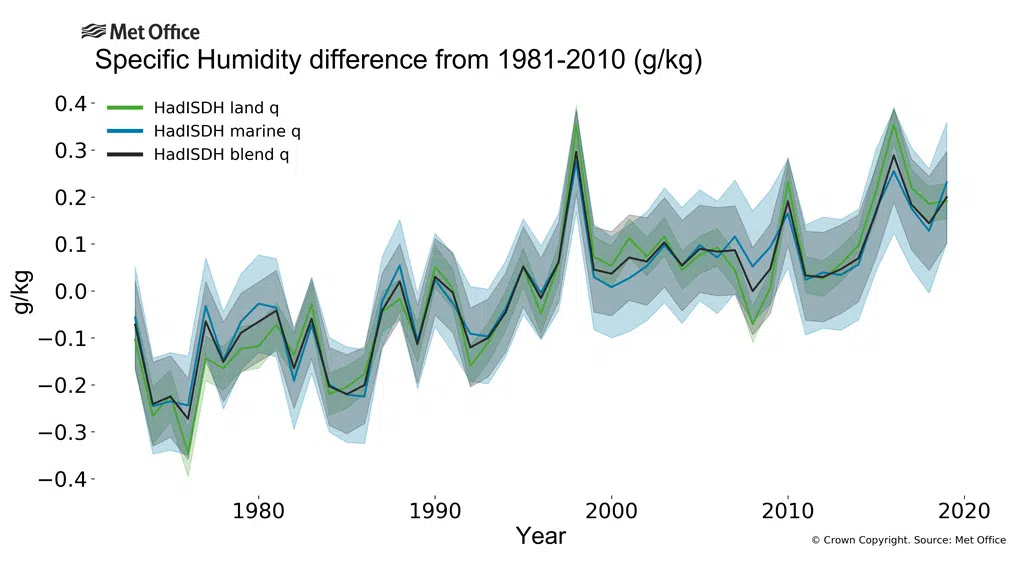 Met Office
Specific Humidity difference from 1981-2010 (g/kg)
HadISDH land q
HadISDH marine q
HadISDH blend q
0.4
0.3
0.2
0.1
0.0
−0.1
−0.2
−0.3
−0.4
g/kg
1980 1990 2000 2010 2020
Year
© Crown Copyright. Source: Met Office